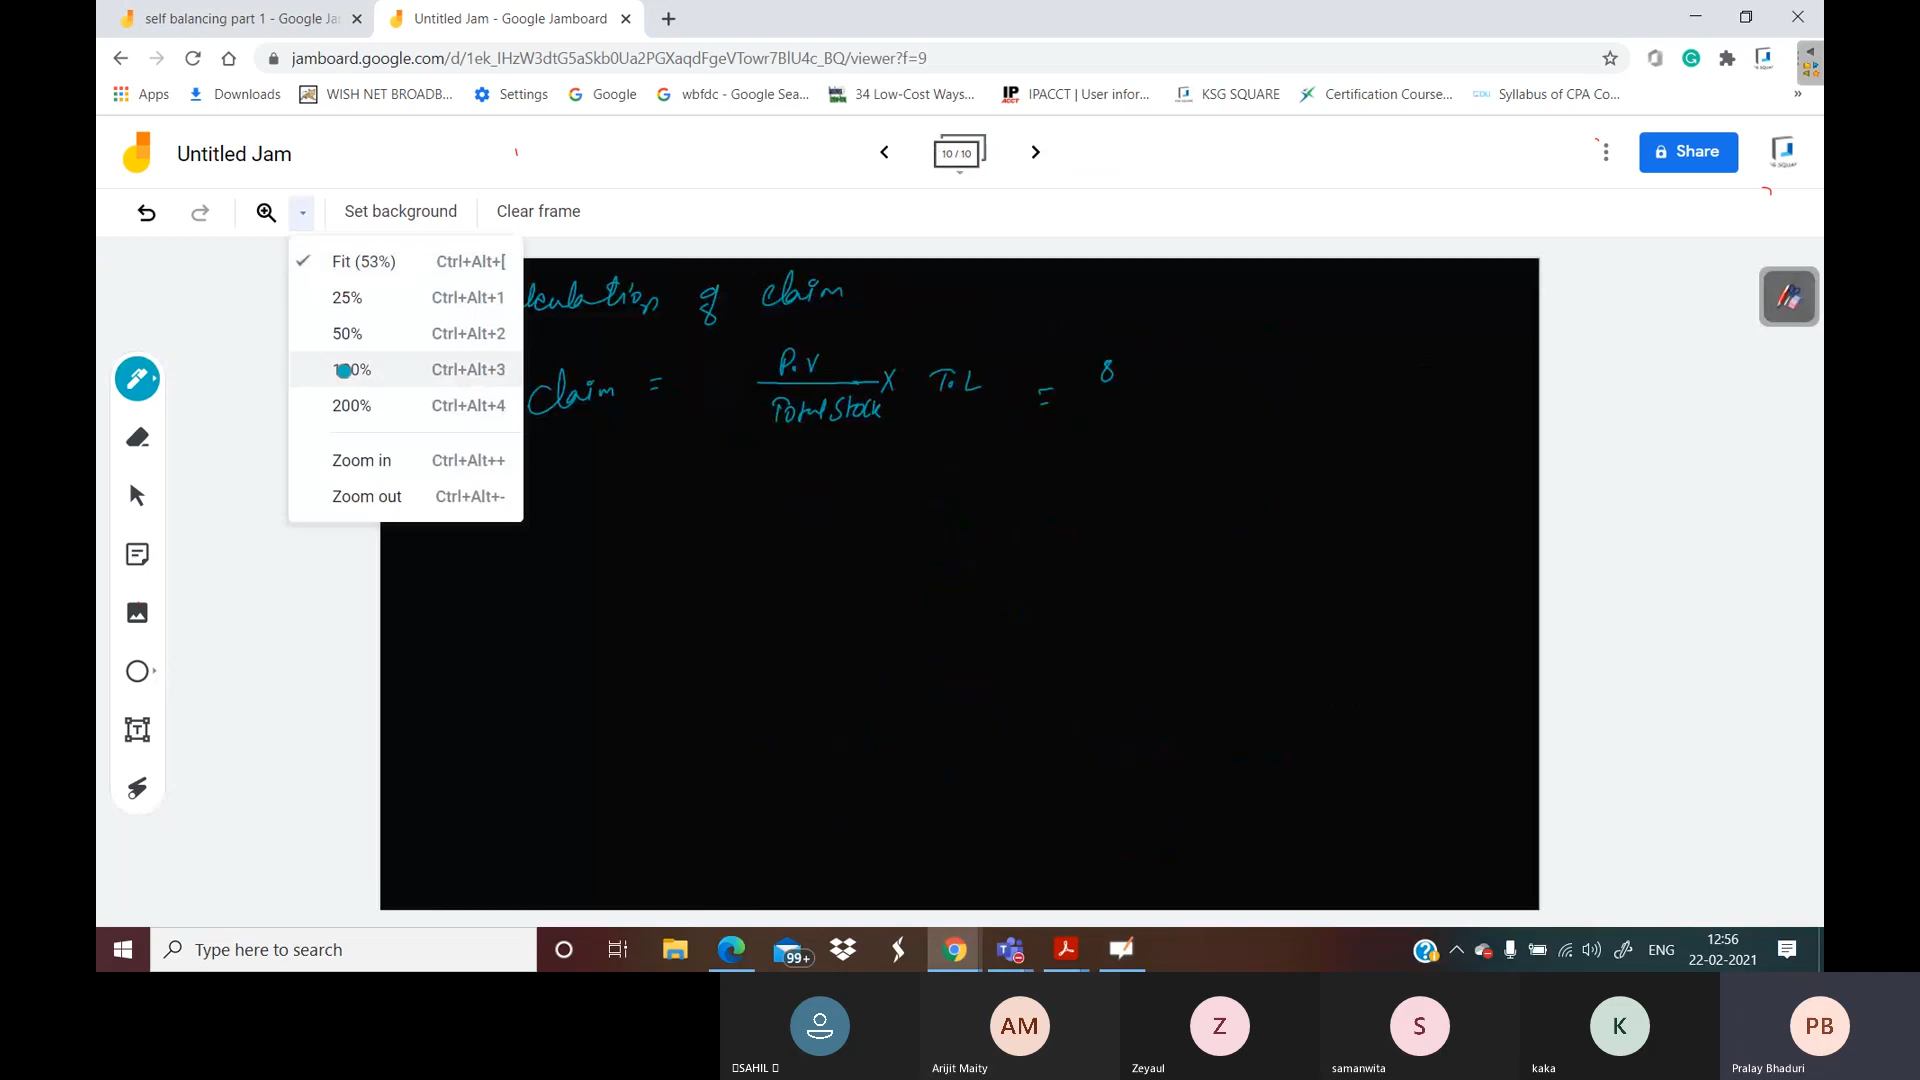 self balancing part 1 - Google Ja
Untitled Jam - Google Jamboard
jamboard.google.com/d/1ek_IHzW3dtG5aSkb0Ua2PGXaqdFgeVTowr7BlU4c_BQ/viewer?f=9
Apps
Downloads
WISH NET BROADB...
Settings
Google
wbfdc - Google Sea...
34 Low-Cost Ways...
IPACCT | User infor...
KSG SQUARE
Certification Course...
Syllabus of CPA Co...
Untitled Jam
10 / 10
Share
Set background
Clear frame
Fit (53%) Ctrl+Alt+[
25% Ctrl+Alt+1
50% Ctrl+Alt+2
100% Ctrl+Alt+3
200% Ctrl+Alt+4
Zoom in Ctrl+Alt++
Zoom out Ctrl+Alt+-
lculation of claim
P.V
Claim = X T.L = 8
Total Stock
Type here to search
99+
ENG
12:56
22-02-2021
AM
Z
S
K
PB
SAHIL
Arijit Maity
Zeyaul
samanwita
kaka
Pralay Bhaduri